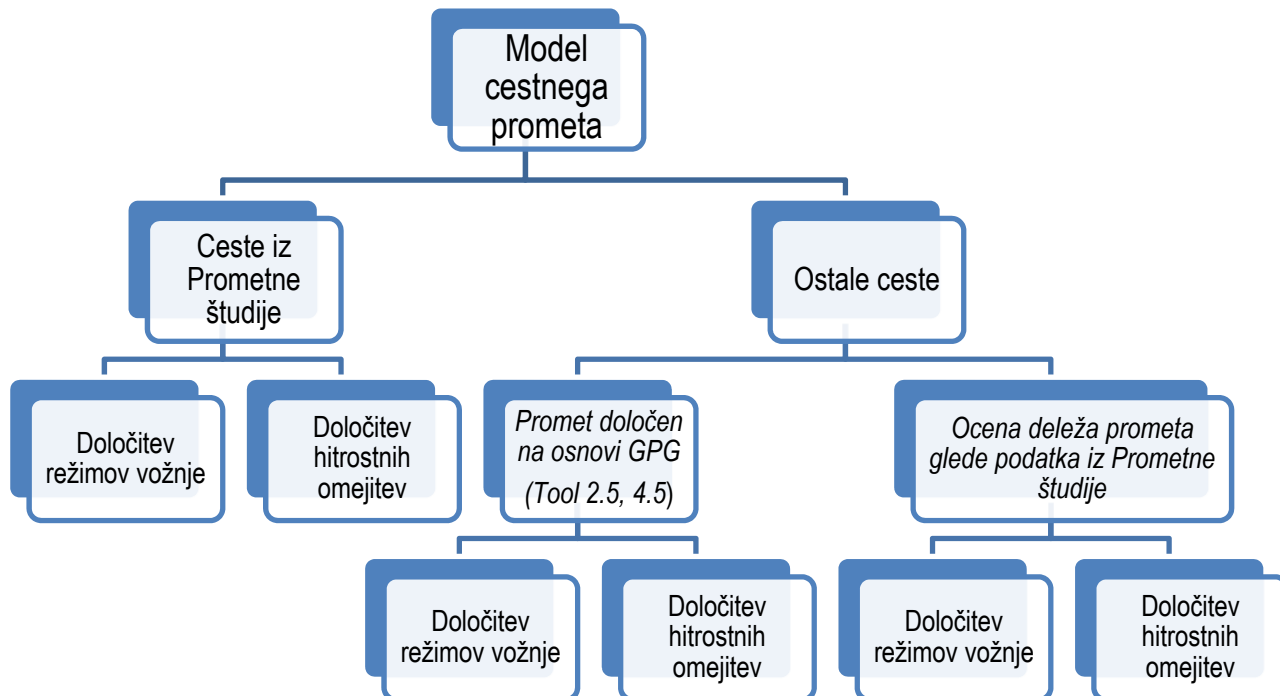 Model
cestnega
prometa
Ceste iz
Prometne
študije
Ostale ceste
Določitev
režimov vožnje
Določitev
hitrostnih
omejitev
Promet določen
na osnovi GPG
(Tool 2.5, 4.5)
Ocena deleža prometa
glede podatka iz Prometne
študije
Določitev
režimov vožnje
Določitev
hitrostnih
omejitev
Določitev
režimov vožnje
Določitev
hitrostnih
omejitev